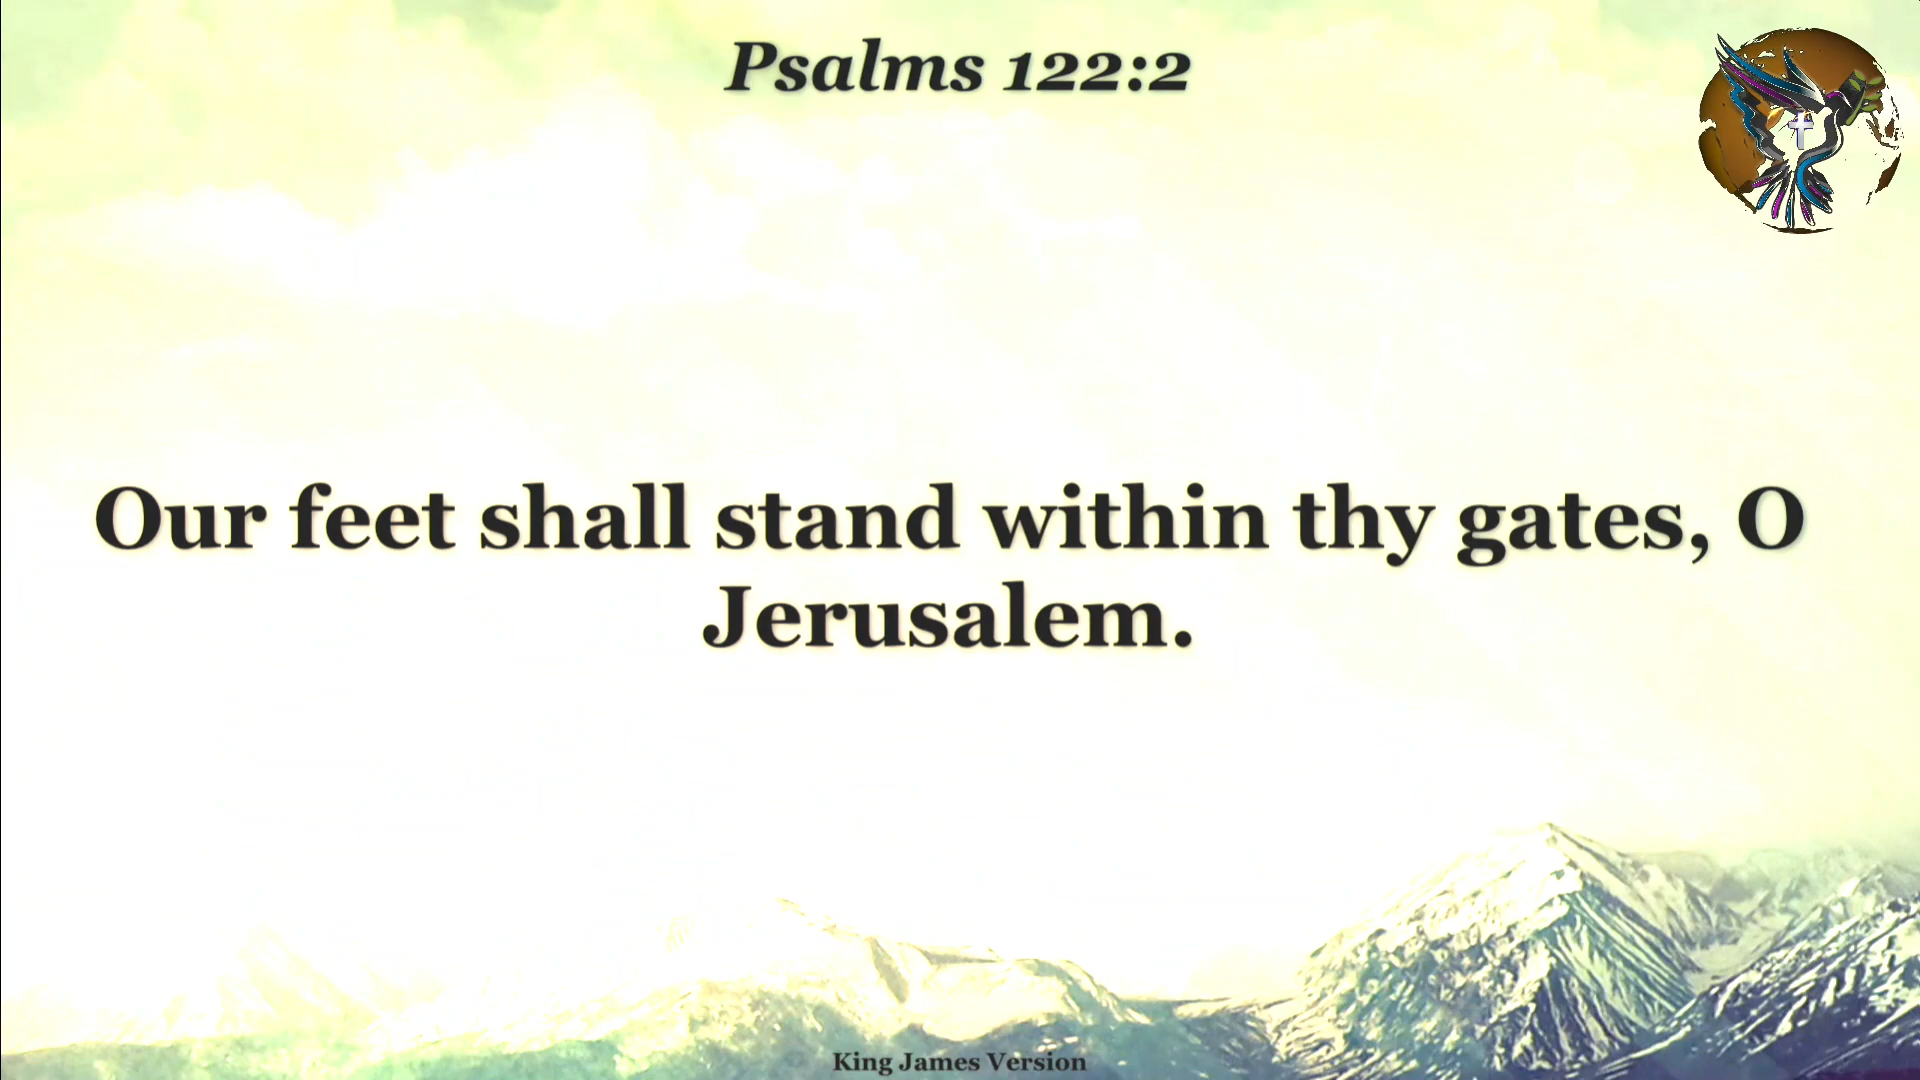 Psalms 122:2
Our feet shall stand within thy gates, O
Jerusalem.
King James Version